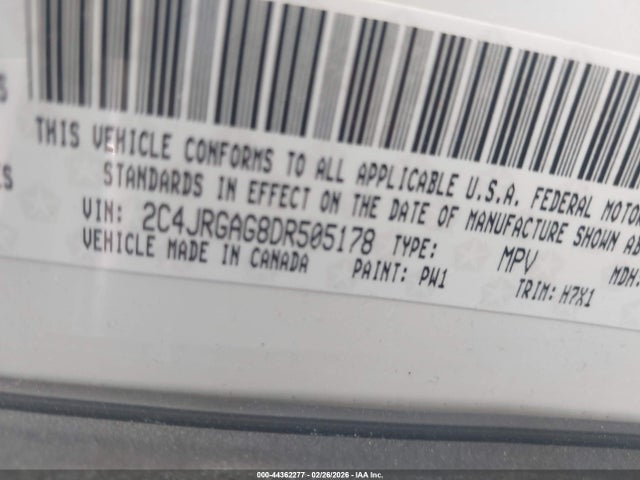 THIS VEHICLE CONFORMS TO ALL APPLICABLE U.S.A. FEDERAL MOTO
STANDARDS IN EFFECT ON THE DATE OF MANUFACTURE SHOWN AB
VIN: 2C4JRGAG8DR505178 TYPE: MPV MDH:
VEHICLE MADE IN CANADA PAINT: PW1 TRIM: H7X1
000-44362277 - 02/26/2026 - IAA Inc.